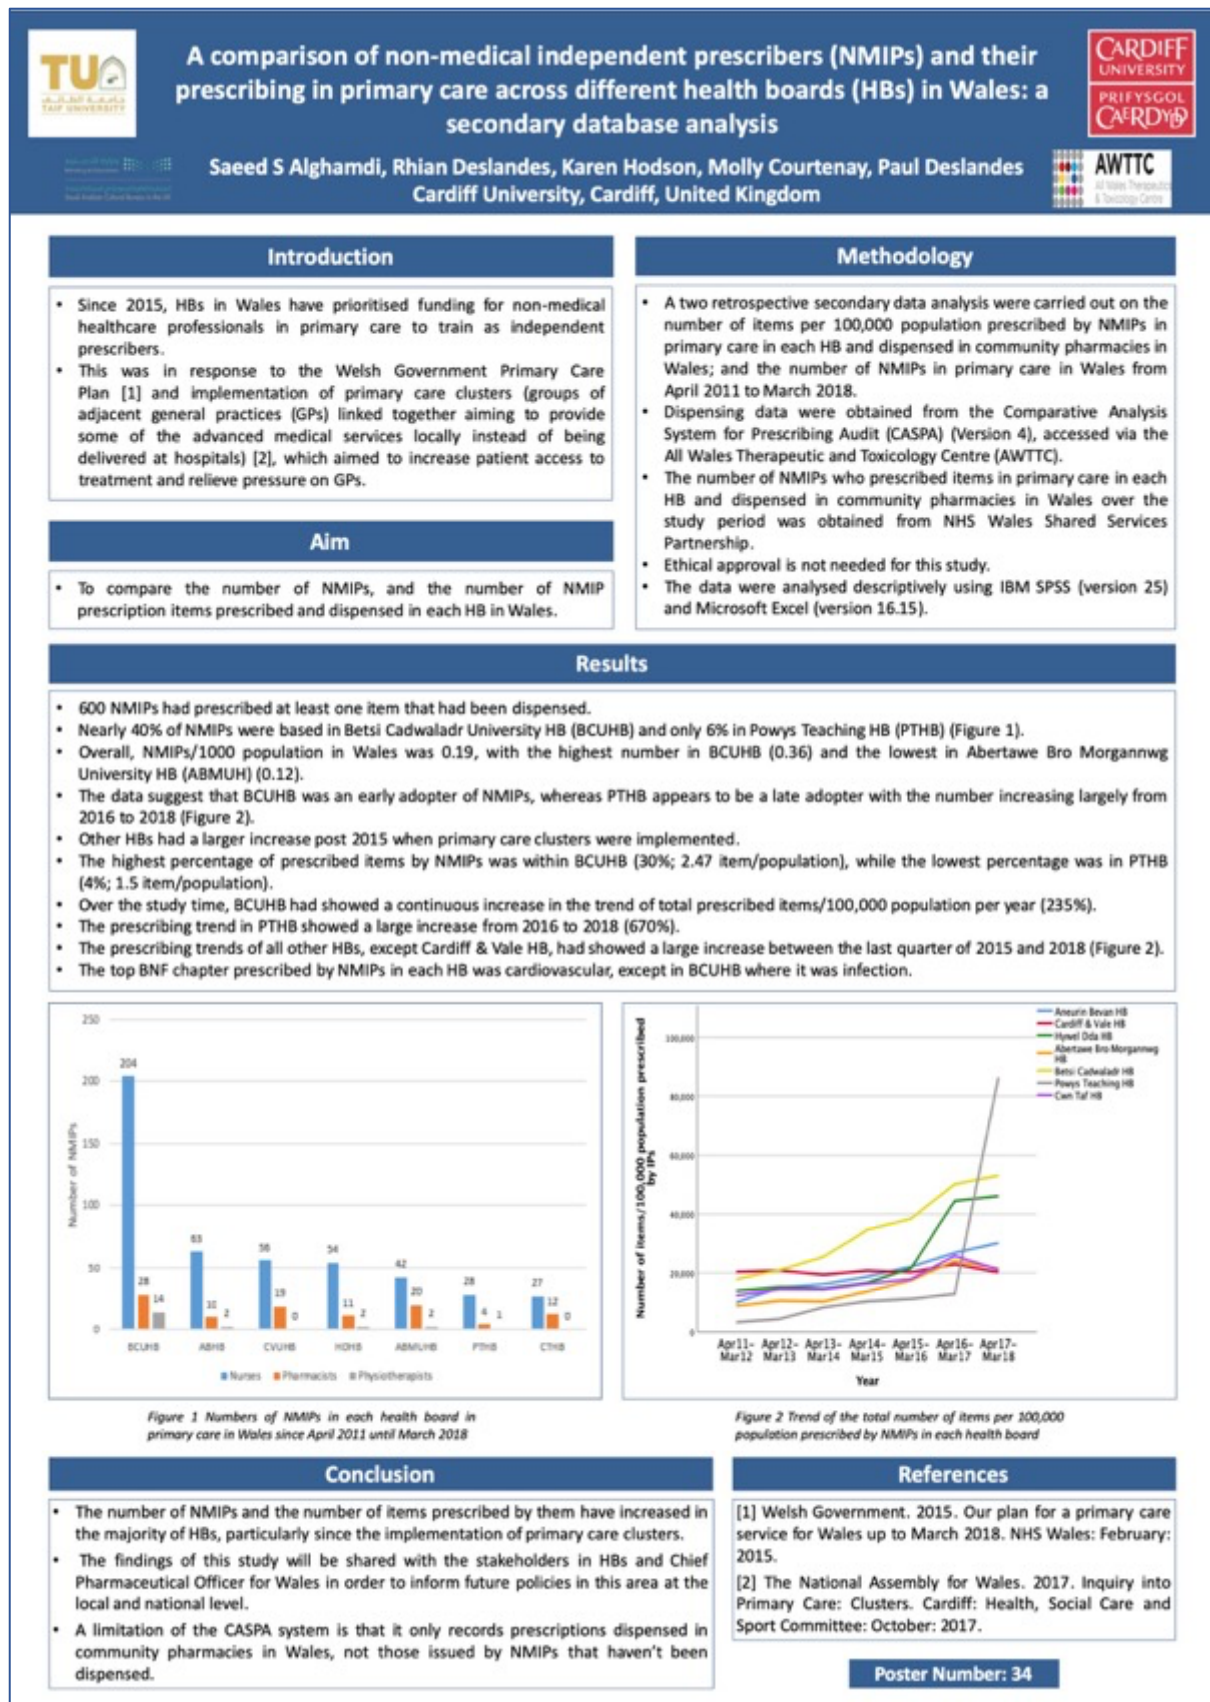 TU
TAIF UNIVERSITY
A comparison of non-medical independent prescribers (NMIPs) and their
prescribing in primary care across different health boards (HBs) in Wales: a
secondary database analysis
Saeed S Alghamdi, Rhian Deslandes, Karen Hodson, Molly Courtenay, Paul Deslandes
Cardiff University, Cardiff, United Kingdom
CARDIFF
UNIVERSITY
PRIFYSGOL
CAERDYDD
AWTTC
All Wales Therapeutics
& Toxicology Centre
Introduction
• Since 2015, HBs in Wales have prioritised funding for non-medical
healthcare professionals in primary care to train as independent
prescribers.
• This was in response to the Welsh Government Primary Care
Plan [1] and implementation of primary care clusters (groups of
adjacent general practices (GPs) linked together aiming to provide
some of the advanced medical services locally instead of being
delivered at hospitals) [2], which aimed to increase patient access to
treatment and relieve pressure on GPs.
Aim
• To compare the number of NMIPs, and the number of NMIP
prescription items prescribed and dispensed in each HB in Wales.
Methodology
• A two retrospective secondary data analysis were carried out on the
number of items per 100,000 population prescribed by NMIPs in
primary care in each HB and dispensed in community pharmacies in
Wales; and the number of NMIPs in primary care in Wales from
April 2011 to March 2018.
• Dispensing data were obtained from the Comparative Analysis
System for Prescribing Audit (CASPA) (Version 4), accessed via the
All Wales Therapeutic and Toxicology Centre (AWTTC).
• The number of NMIPs who prescribed items in primary care in each
HB and dispensed in community pharmacies in Wales over the
study period was obtained from NHS Wales Shared Services
Partnership.
• Ethical approval is not needed for this study.
• The data were analysed descriptively using IBM SPSS (version 25)
and Microsoft Excel (version 16.15).
Results
• 600 NMIPs had prescribed at least one item that had been dispensed.
• Nearly 40% of NMIPs were based in Betsi Cadwaladr University HB (BCUHB) and only 6% in Powys Teaching HB (PTHB) (Figure 1).
• Overall, NMIPs/1000 population in Wales was 0.19, with the highest number in BCUHB (0.36) and the lowest in Abertawe Bro Morgannwg
University HB (ABMUH) (0.12).
• The data suggest that BCUHB was an early adopter of NMIPs, whereas PTHB appears to be a late adopter with the number increasing largely from
2016 to 2018 (Figure 2).
• Other HBs had a larger increase post 2015 when primary care clusters were implemented.
• The highest percentage of prescribed items by NMIPs was within BCUHB (30%; 2.47 item/population), while the lowest percentage was in PTHB
(4%; 1.5 item/population).
• Over the study time, BCUHB had showed a continuous increase in the trend of total prescribed items/100,000 population per year (235%).
• The prescribing trend in PTHB showed a large increase from 2016 to 2018 (670%).
• The prescribing trends of all other HBs, except Cardiff & Vale HB, had showed a large increase between the last quarter of 2015 and 2018 (Figure 2).
• The top BNF chapter prescribed by NMIPs in each HB was cardiovascular, except in BCUHB where it was infection.
Number of NMIPs
250
200
150
100
50
0
204 28 14
63 10 2
56 19 0
54 11 2
42 20 2
28 4 1
27 12 0
BCUHB ABHB CVUHB HDHB ABMUHB PTHB CTHB
Nurses Pharmacists Physiotherapists
Figure 1 Numbers of NMIPs in each health board in
primary care in Wales since April 2011 until March 2018
Number of items/100,000 population prescribed
by IPs
100,000
80,000
60,000
40,000
20,000
0
Aneurin Bevan HB
Cardiff & Vale HB
Hywel Dda HB
Abertawe Bro Morgannwg
HB
Betsi Cadwaladr HB
Powys Teaching HB
Cwn Taf HB
Apr11- Apr12- Apr13- Apr14- Apr15- Apr16- Apr17-
Mar12 Mar13 Mar14 Mar15 Mar16 Mar17 Mar18
Year
Figure 2 Trend of the total number of items per 100,000
population prescribed by NMIPs in each health board
Conclusion
• The number of NMIPs and the number of items prescribed by them have increased in
the majority of HBs, particularly since the implementation of primary care clusters.
• The findings of this study will be shared with the stakeholders in HBs and Chief
Pharmaceutical Officer for Wales in order to inform future policies in this area at the
local and national level.
• A limitation of the CASPA system is that it only records prescriptions dispensed in
community pharmacies in Wales, not those issued by NMIPs that haven't been
dispensed.
References
[1] Welsh Government. 2015. Our plan for a primary care
service for Wales up to March 2018. NHS Wales: February:
2015.
[2] The National Assembly for Wales. 2017. Inquiry into
Primary Care: Clusters. Cardiff: Health, Social Care and
Sport Committee: October: 2017.
Poster Number: 34